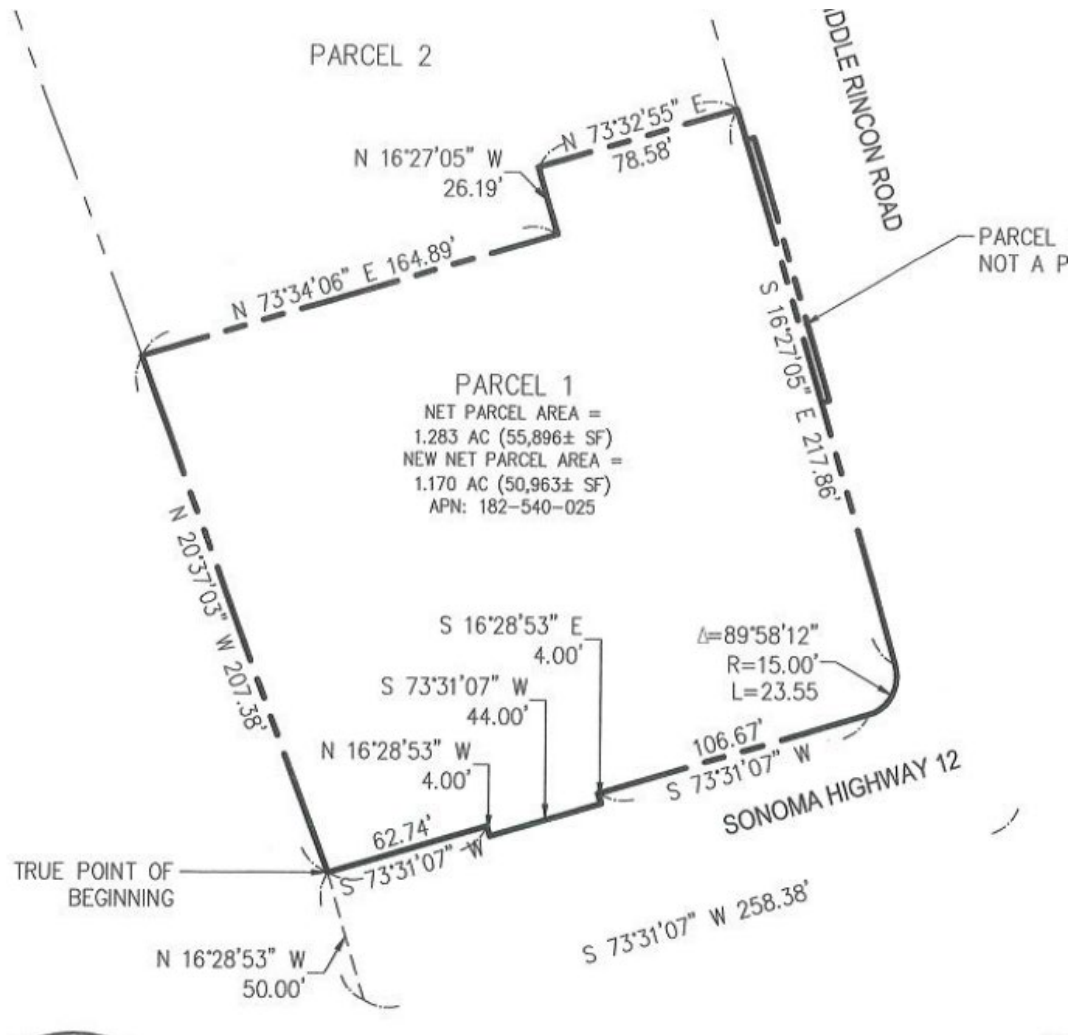 PARCEL 2
IDDLE RINCON ROAD
N 73°32'55" E
78.58'
N 16°27'05" W
26.19'
PARCEL
NOT A P
N 73°34'06" E 164.89'
S 16°27'05" E 217.86'
PARCEL 1
NET PARCEL AREA =
1.283 AC (55,896± SF)
NEW NET PARCEL AREA =
1.170 AC (50,963± SF)
APN: 182-540-025
N 20°37'03" W 207.38'
S 16°28'53" E
4.00'
Δ=89°58'12"
R=15.00'
L=23.55
S 73°31'07" W
44.00'
N 16°28'53" W
4.00'
106.67'
S 73°31'07" W
SONOMA HIGHWAY 12
62.74'
S 73°31'07" W
TRUE POINT OF
BEGINNING
S 73°31'07" W 258.38'
N 16°28'53" W
50.00'